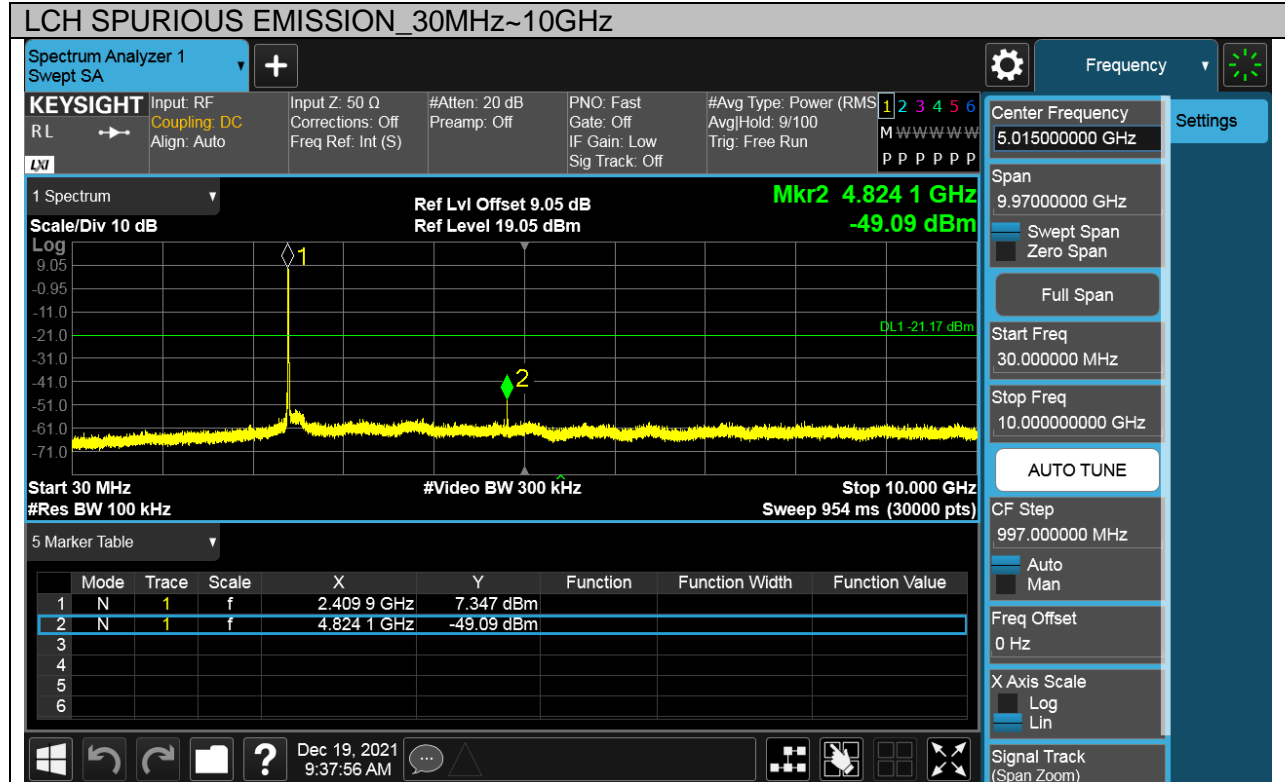 LCH SPURIOUS EMISSION_30MHz~10GHz
Spectrum Analyzer 1
Swept SA
Frequency
KEYSIGHT
RL
LXI
Input: RF
Coupling: DC
Align: Auto
Input Z: 50 Ω
Corrections: Off
Freq Ref: Int (S)
#Atten: 20 dB
Preamp: Off
PNO: Fast
Gate: Off
IF Gain: Low
Sig Track: Off
#Avg Type: Power (RMS
Avg|Hold: 9/100
Trig: Free Run
1 2 3 4 5 6
M W W W W W
P P P P P P
1 Spectrum
Scale/Div 10 dB
Ref Lvl Offset 9.05 dB
Ref Level 19.05 dBm
Mkr2 4.824 1 GHz
-49.09 dBm
Log
9.05
-0.95
-11.0
-21.0
-31.0
-41.0
-51.0
-61.0
-71.0
1
2
DL1 -21.17 dBm
Start 30 MHz
#Video BW 300 kHz
Stop 10.000 GHz
#Res BW 100 kHz
Sweep 954 ms (30000 pts)
5 Marker Table
Mode Trace Scale X Y Function Function Width Function Value
1 N 1 f 2.409 9 GHz 7.347 dBm
2 N 1 f 4.824 1 GHz -49.09 dBm
3
4
5
6
Dec 19, 2021
9:37:56 AM
Center Frequency
5.015000000 GHz
Settings
Span
9.97000000 GHz
Swept Span
Zero Span
Full Span
Start Freq
30.000000 MHz
Stop Freq
10.000000000 GHz
AUTO TUNE
CF Step
997.000000 MHz
Auto
Man
Freq Offset
0 Hz
X Axis Scale
Log
Lin
Signal Track
(Span Zoom)